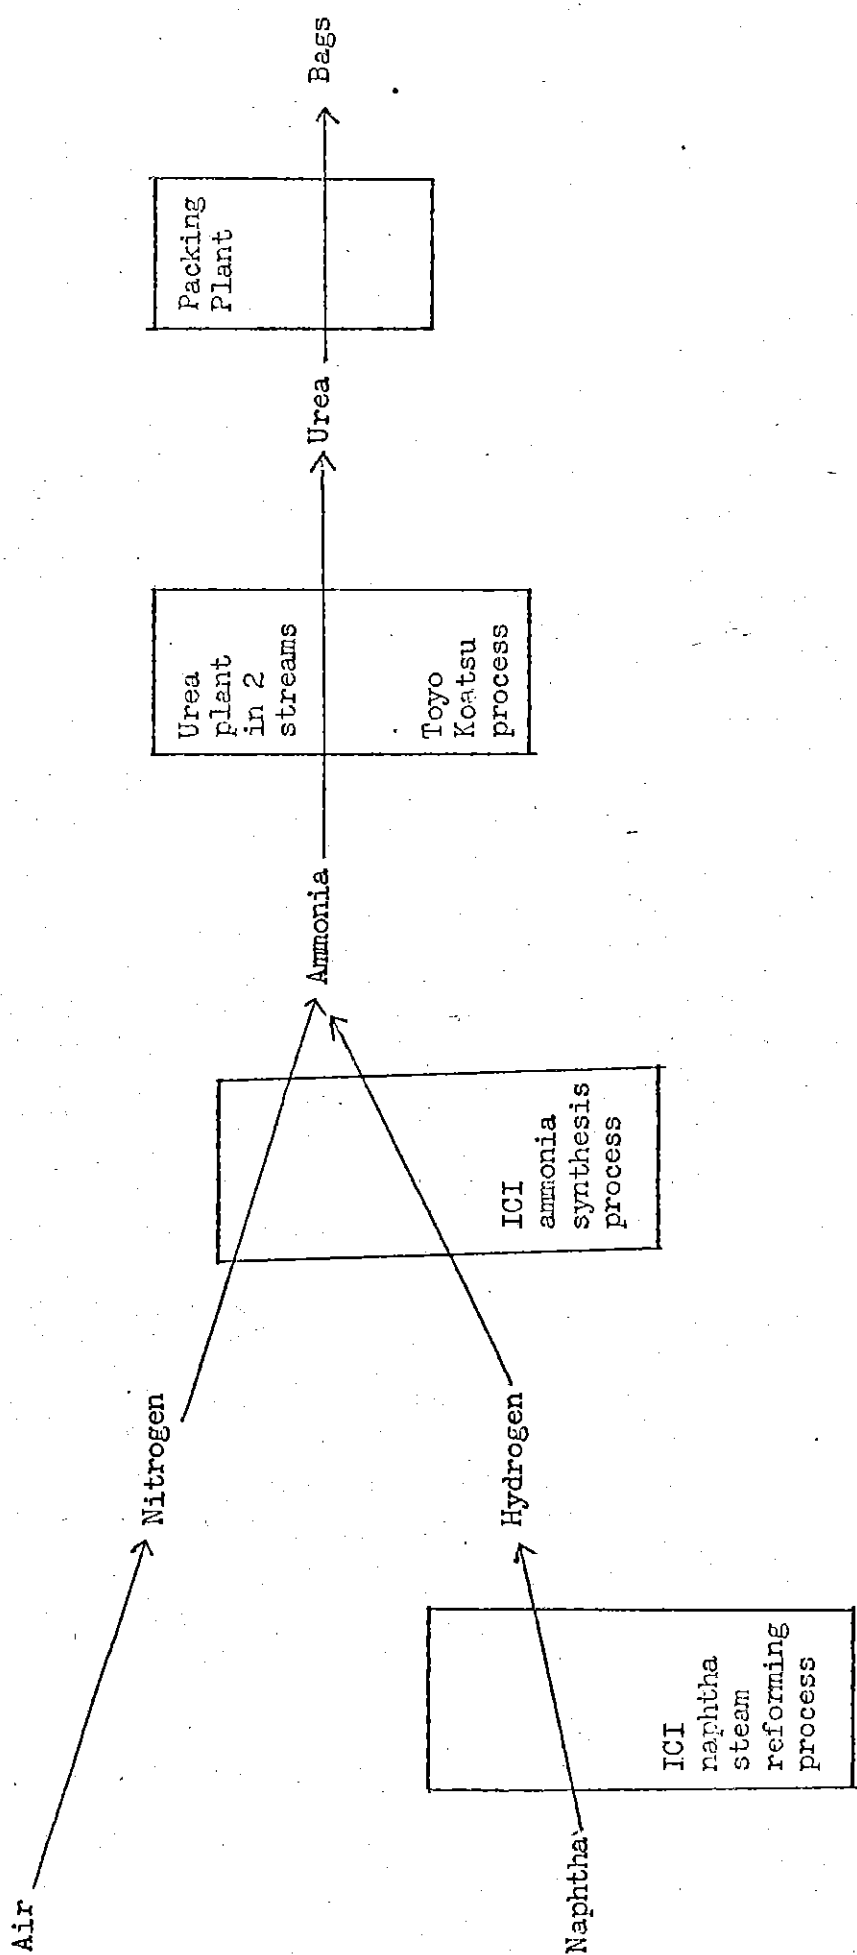 Air
Nitrogen
Naphtha
ICI
naphtha
steam
reforming
process
Hydrogen
ICI
ammonia
synthesis
process
Ammonia
Urea
plant
in 2
streams
Toyo
Koatsu
process
Urea
Packing
Plant
Bags